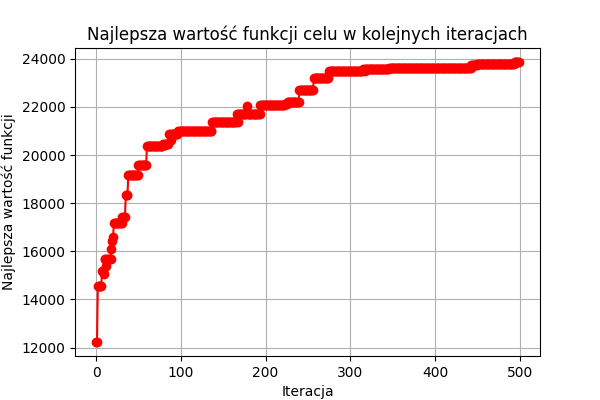 Najlepsza wartość funkcji celu w kolejnych iteracjach
Najlepsza wartość funkcji
24000
22000
20000
18000
16000
14000
12000
0 100 200 300 400 500
Iteracja